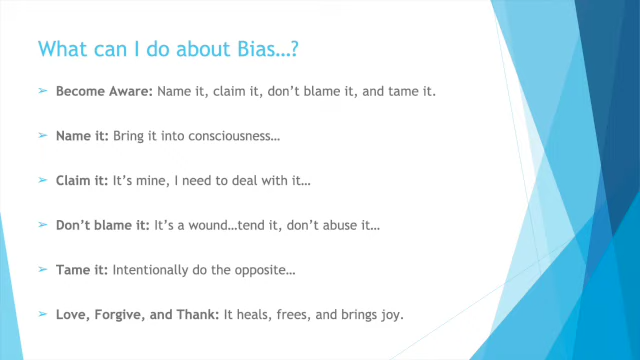 What can I do about Bias…?
➢ Become Aware: Name it, claim it, don't blame it, and tame it.
➢ Name it: Bring it into consciousness…
➢ Claim it: It's mine, I need to deal with it…
➢ Don't blame it: It's a wound…tend it, don't abuse it…
➢ Tame it: Intentionally do the opposite…
➢ Love, Forgive, and Thank: It heals, frees, and brings joy.